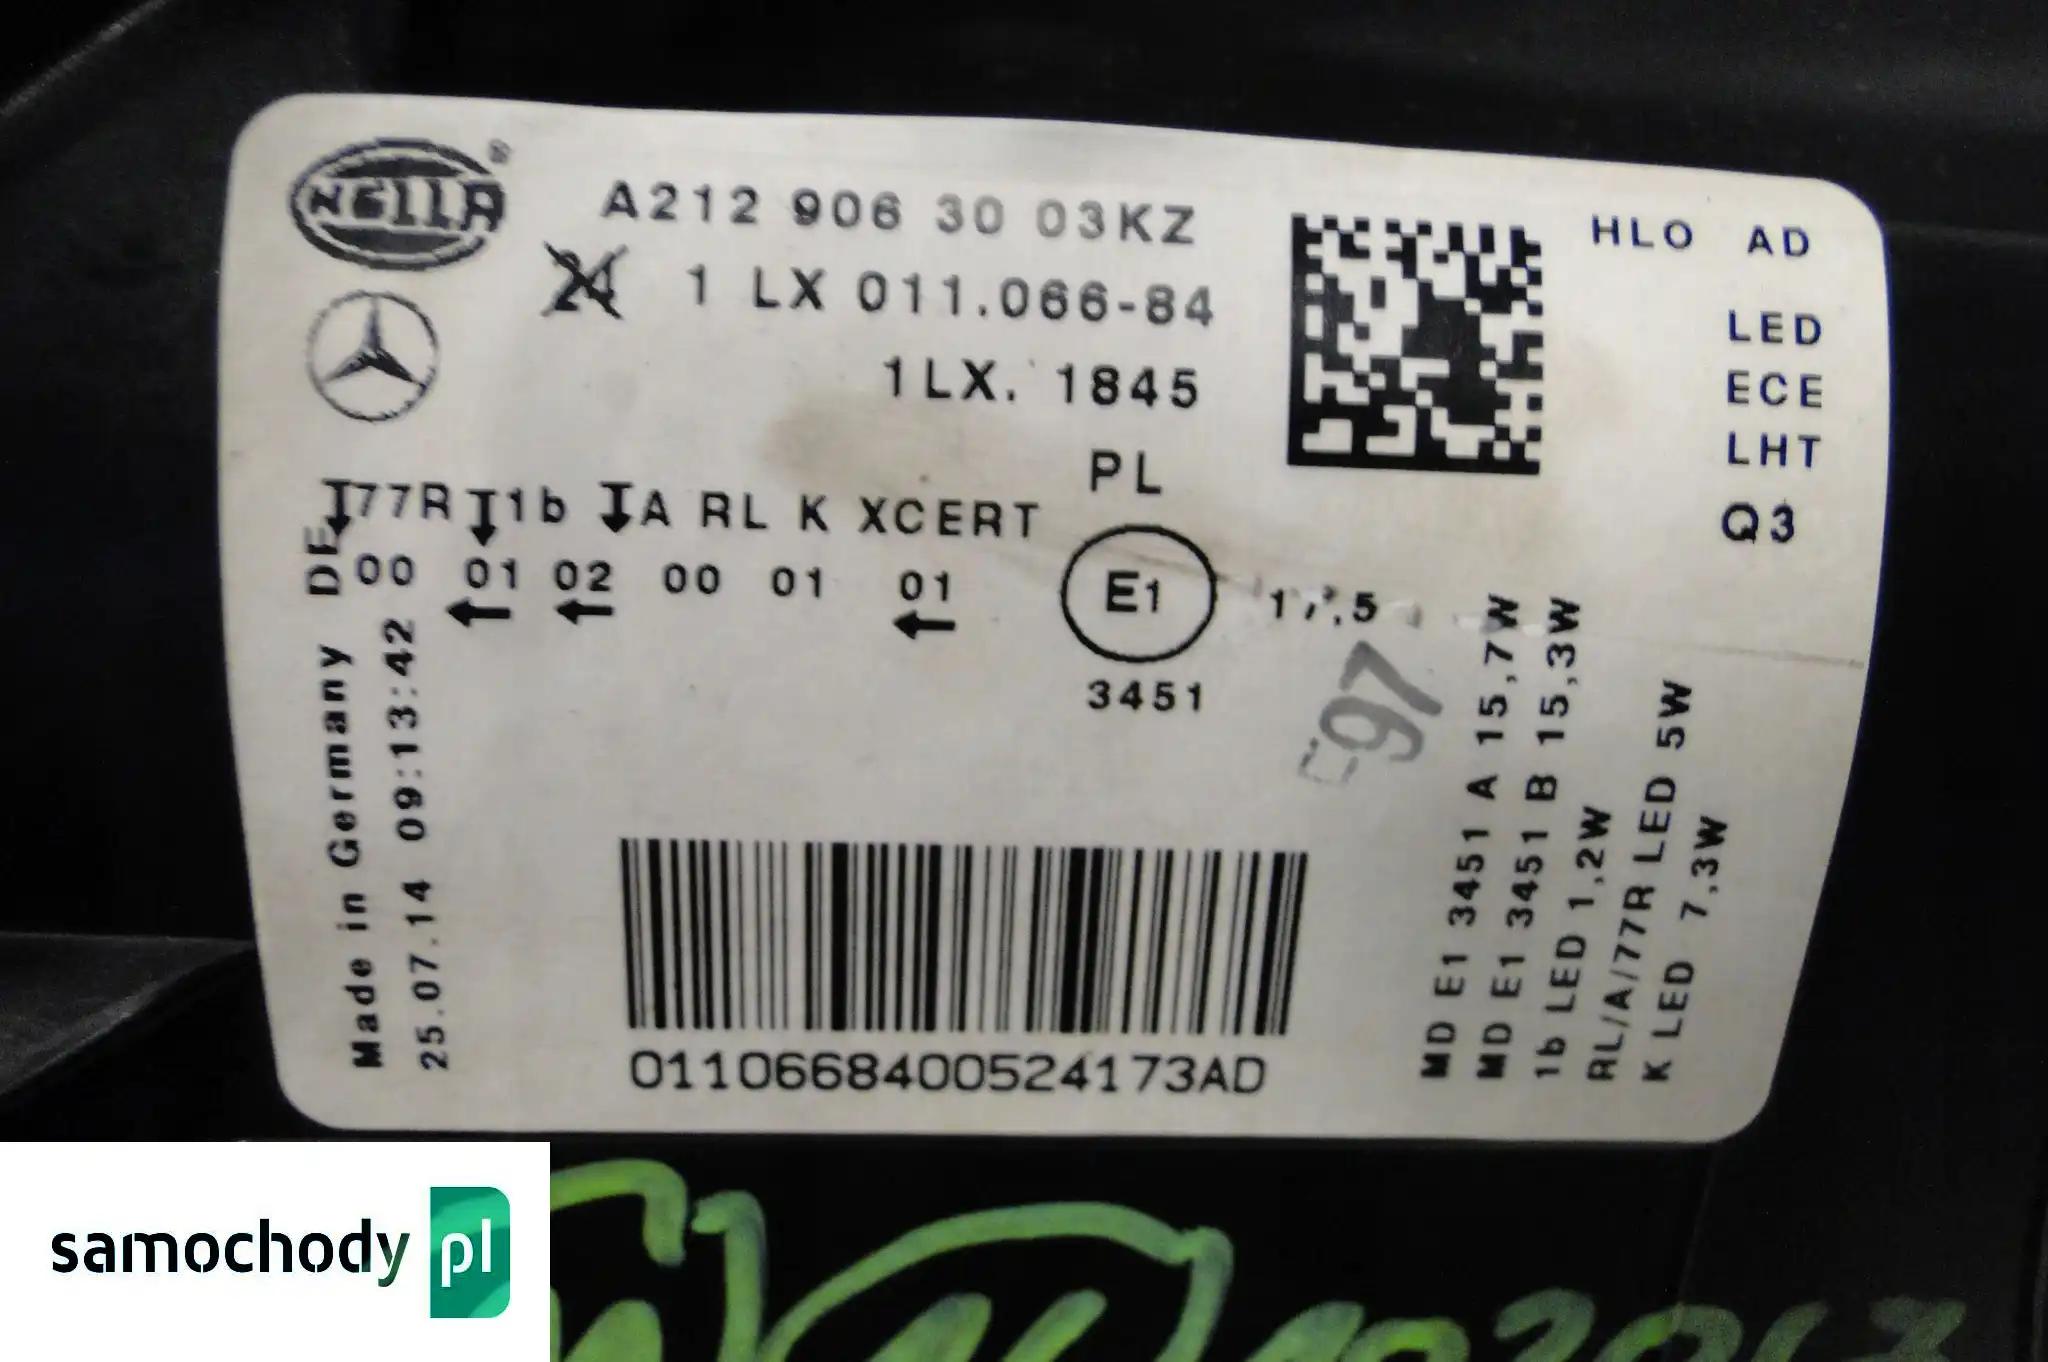 HELLA®
A212 906 30 03KZ
24 1 LX 011.066-84
1LX. 1845
PL
HLO AD
LED
ECE
LHT
Q3
77R 1b A RL K XCERT
00 01 02 00 01 01
E1
3451
97
DE
Made in Germany
25.07.14 09:13:42
MD E1 3451 A 15,7W
MD E1 3451 B 15,3W
1b LED 1,2W
RL/A/77R LED 5W
K LED 7,3W
0110668400524173AD
samochody pl